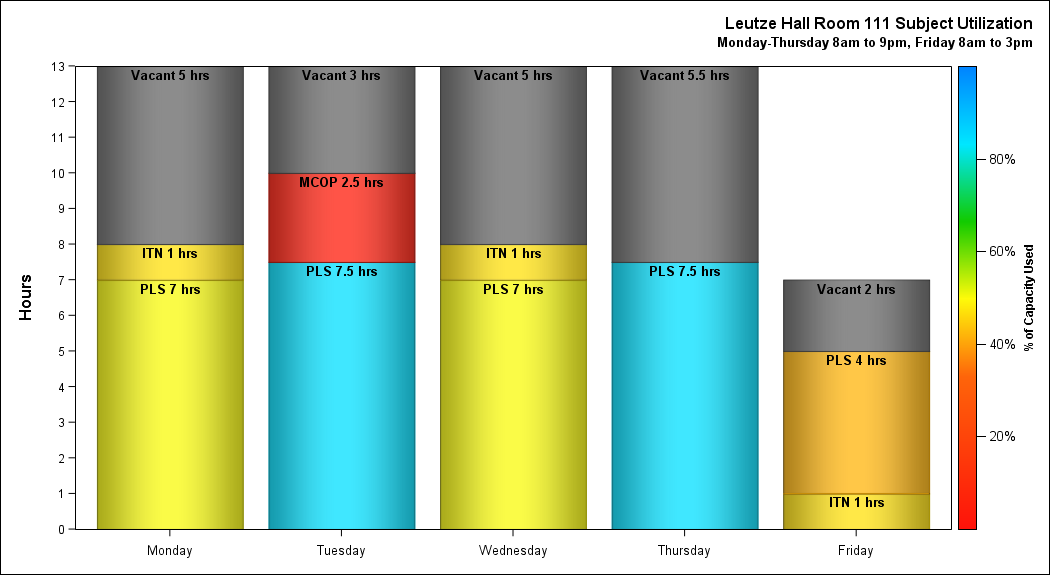 Leutze Hall Room 111 Subject Utilization
Monday-Thursday 8am to 9pm, Friday 8am to 3pm
Hours
13
12
11
10
9
8
7
6
5
4
3
2
1
0
Vacant 5 hrs
ITN 1 hrs
PLS 7 hrs
Vacant 3 hrs
MCOP 2.5 hrs
PLS 7.5 hrs
Vacant 5 hrs
ITN 1 hrs
PLS 7 hrs
Vacant 5.5 hrs
PLS 7.5 hrs
Vacant 2 hrs
PLS 4 hrs
ITN 1 hrs
Monday
Tuesday
Wednesday
Thursday
Friday
80%
60%
40%
20%
% of Capacity Used